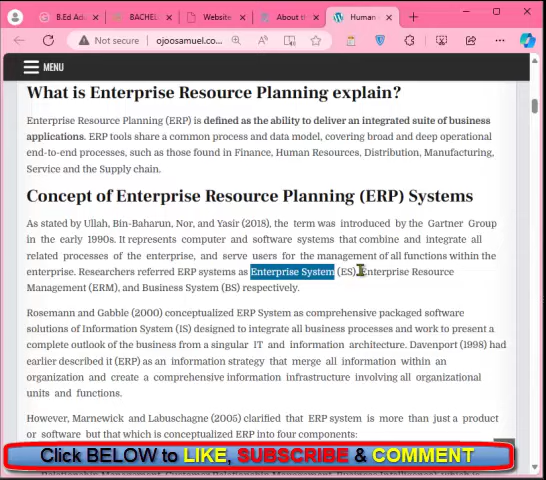 B.Ed Ad
BACHEL
Website
About th
Human
Not secure
ojoosamuel.co...
MENU
What is Enterprise Resource Planning explain?
Enterprise Resource Planning (ERP) is defined as the ability to deliver an integrated suite of business
applications. ERP tools share a common process and data model, covering broad and deep operational
end-to-end processes, such as those found in Finance, Human Resources, Distribution, Manufacturing,
Service and the Supply chain.
Concept of Enterprise Resource Planning (ERP) Systems
As stated by Ullah, Bin-Baharun, Nor, and Yasir (2018), the term was introduced by the Gartner Group
in the early 1990s. It represents computer and software systems that combine and integrate all
related processes of the enterprise, and serve users for the management of all functions within the
enterprise. Researchers referred ERP systems as Enterprise System (ES), Enterprise Resource
Management (ERM), and Business System (BS) respectively.
Rosemann and Gabble (2000) conceptualized ERP System as comprehensive packaged software
solutions of Information System (IS) designed to integrate all business processes and work to present a
complete outlook of the business from a singular IT and information architecture. Davenport (1998) had
earlier described it (ERP) as an information strategy that merge all information within an
organization and create a comprehensive information infrastructure involving all organizational
units and functions.
However, Marnewick and Labuschagne (2005) clarified that ERP system is more than just a product
or software but that which is conceptualized ERP into four components:
Click BELOW to LIKE, SUBSCRIBE & COMMENT